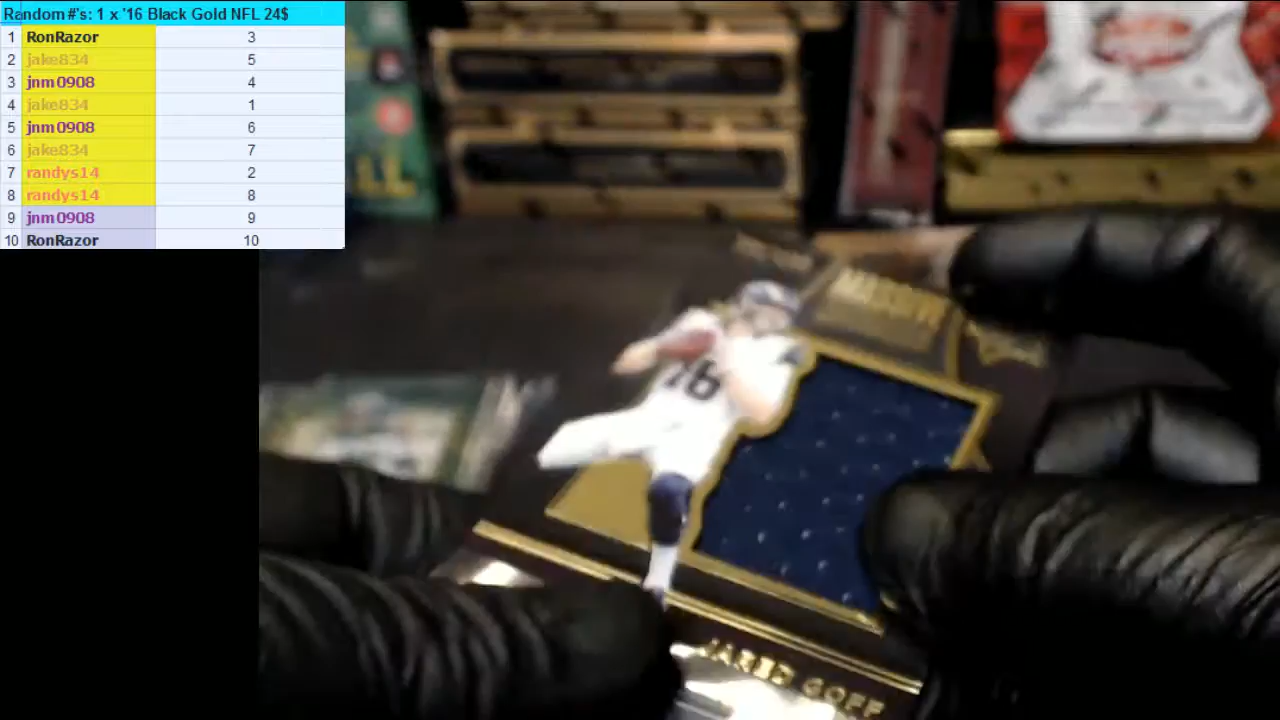 Random #'s: 1 x '16 Black Gold NFL 24$
1 RonRazor 3
2 jake834 5
3 jnm0908 4
4 jake834 1
5 jnm0908 6
6 jake834 7
7 randys14 2
8 randys14 8
9 jnm0908 9
10 RonRazor 10
MASSIVE
16
JARED GOFF